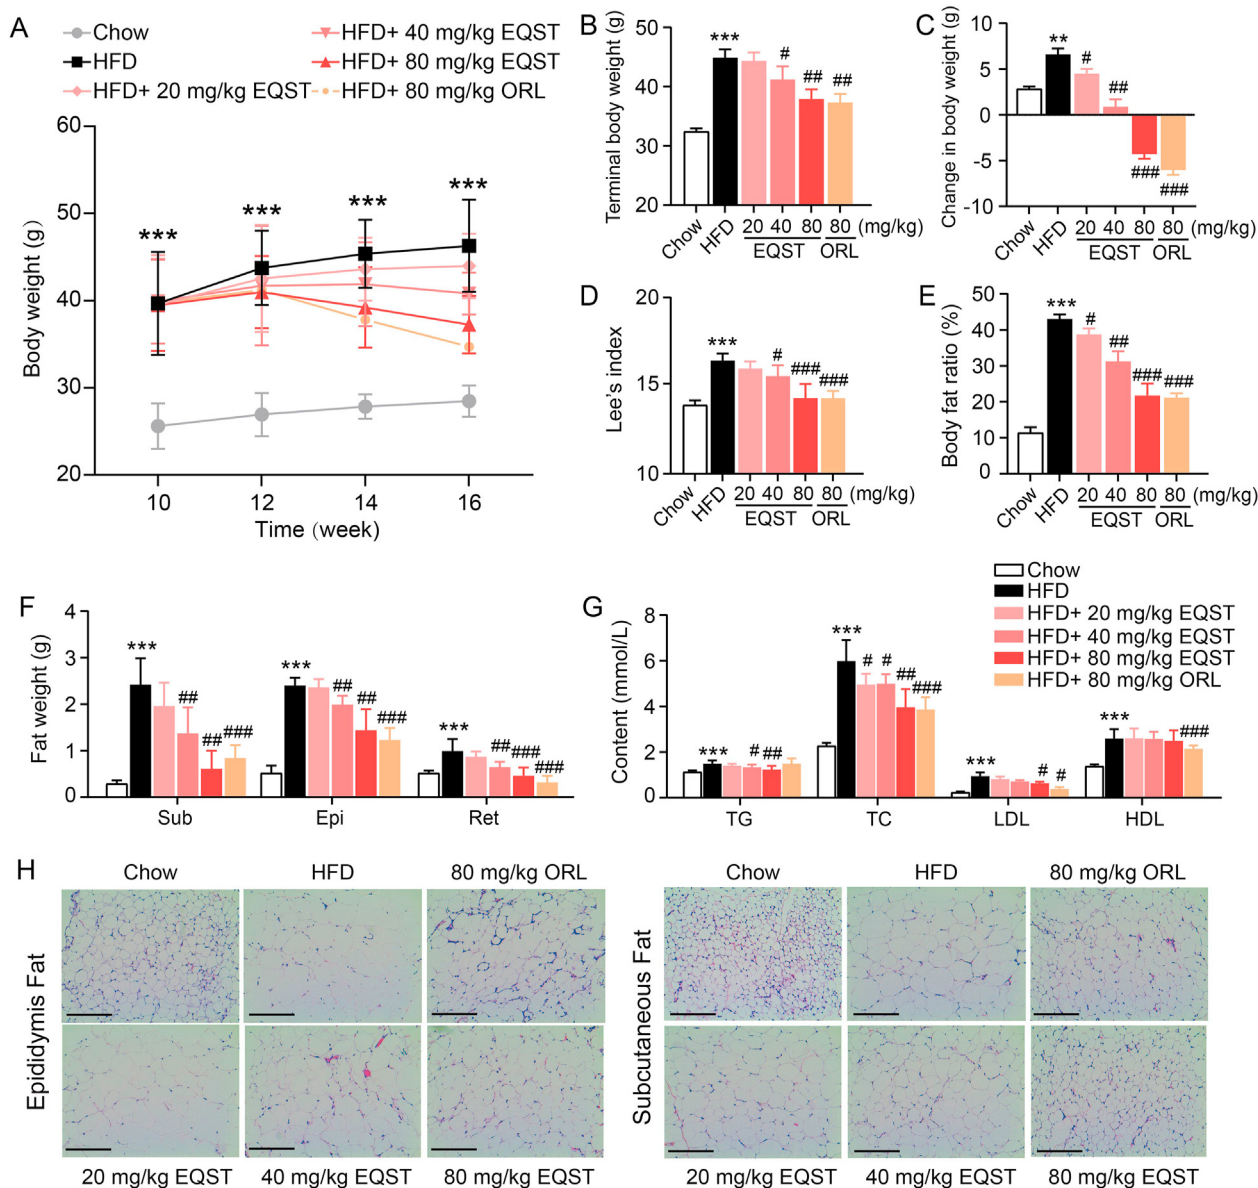 A
Chow
HFD
HFD+ 20 mg/kg EQST
HFD+ 40 mg/kg EQST
HFD+ 80 mg/kg EQST
HFD+ 80 mg/kg ORL
Body weight (g)
60
50
40
30
20
***
***
***
***
10 12 14 16
Time (week)
B
Terminal body weight (g)
50
40
30
20
***
#
##
##
Chow HFD 20 40 80 80 (mg/kg)
EQST ORL
C
Change in body weight (g)
10
5
0
-5
-10
**
#
##
###
###
Chow HFD 20 40 80 80 (mg/kg)
EQST ORL
D
Lee's index
20
15
10
***
#
###
###
Chow HFD 20 40 80 80 (mg/kg)
EQST ORL
E
Body fat ratio (%)
50
40
30
20
10
0
***
#
##
###
###
Chow HFD 20 40 80 80 (mg/kg)
EQST ORL
F
Fat weight (g)
4
3
2
1
0
*** ## ## ###
*** ## ## ###
*** ## ### ###
Sub Epi Ret
G
Content (mmol/L)
8
6
4
2
0
*** # ##
*** # # ## ###
*** # #
*** ###
TG TC LDL HDL
Chow
HFD
HFD+ 20 mg/kg EQST
HFD+ 40 mg/kg EQST
HFD+ 80 mg/kg EQST
HFD+ 80 mg/kg ORL
H
Epididymis Fat
Chow HFD 80 mg/kg ORL
20 mg/kg EQST 40 mg/kg EQST 80 mg/kg EQST
Subcutaneous Fat
Chow HFD 80 mg/kg ORL
20 mg/kg EQST 40 mg/kg EQST 80 mg/kg EQST